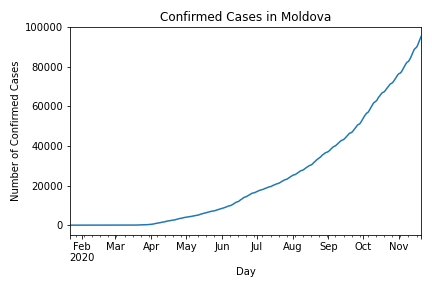 Confirmed Cases in Moldova
100000
80000
60000
40000
20000
0
Number of Confirmed Cases
Feb Mar Apr May Jun Jul Aug Sep Oct Nov
2020
Day